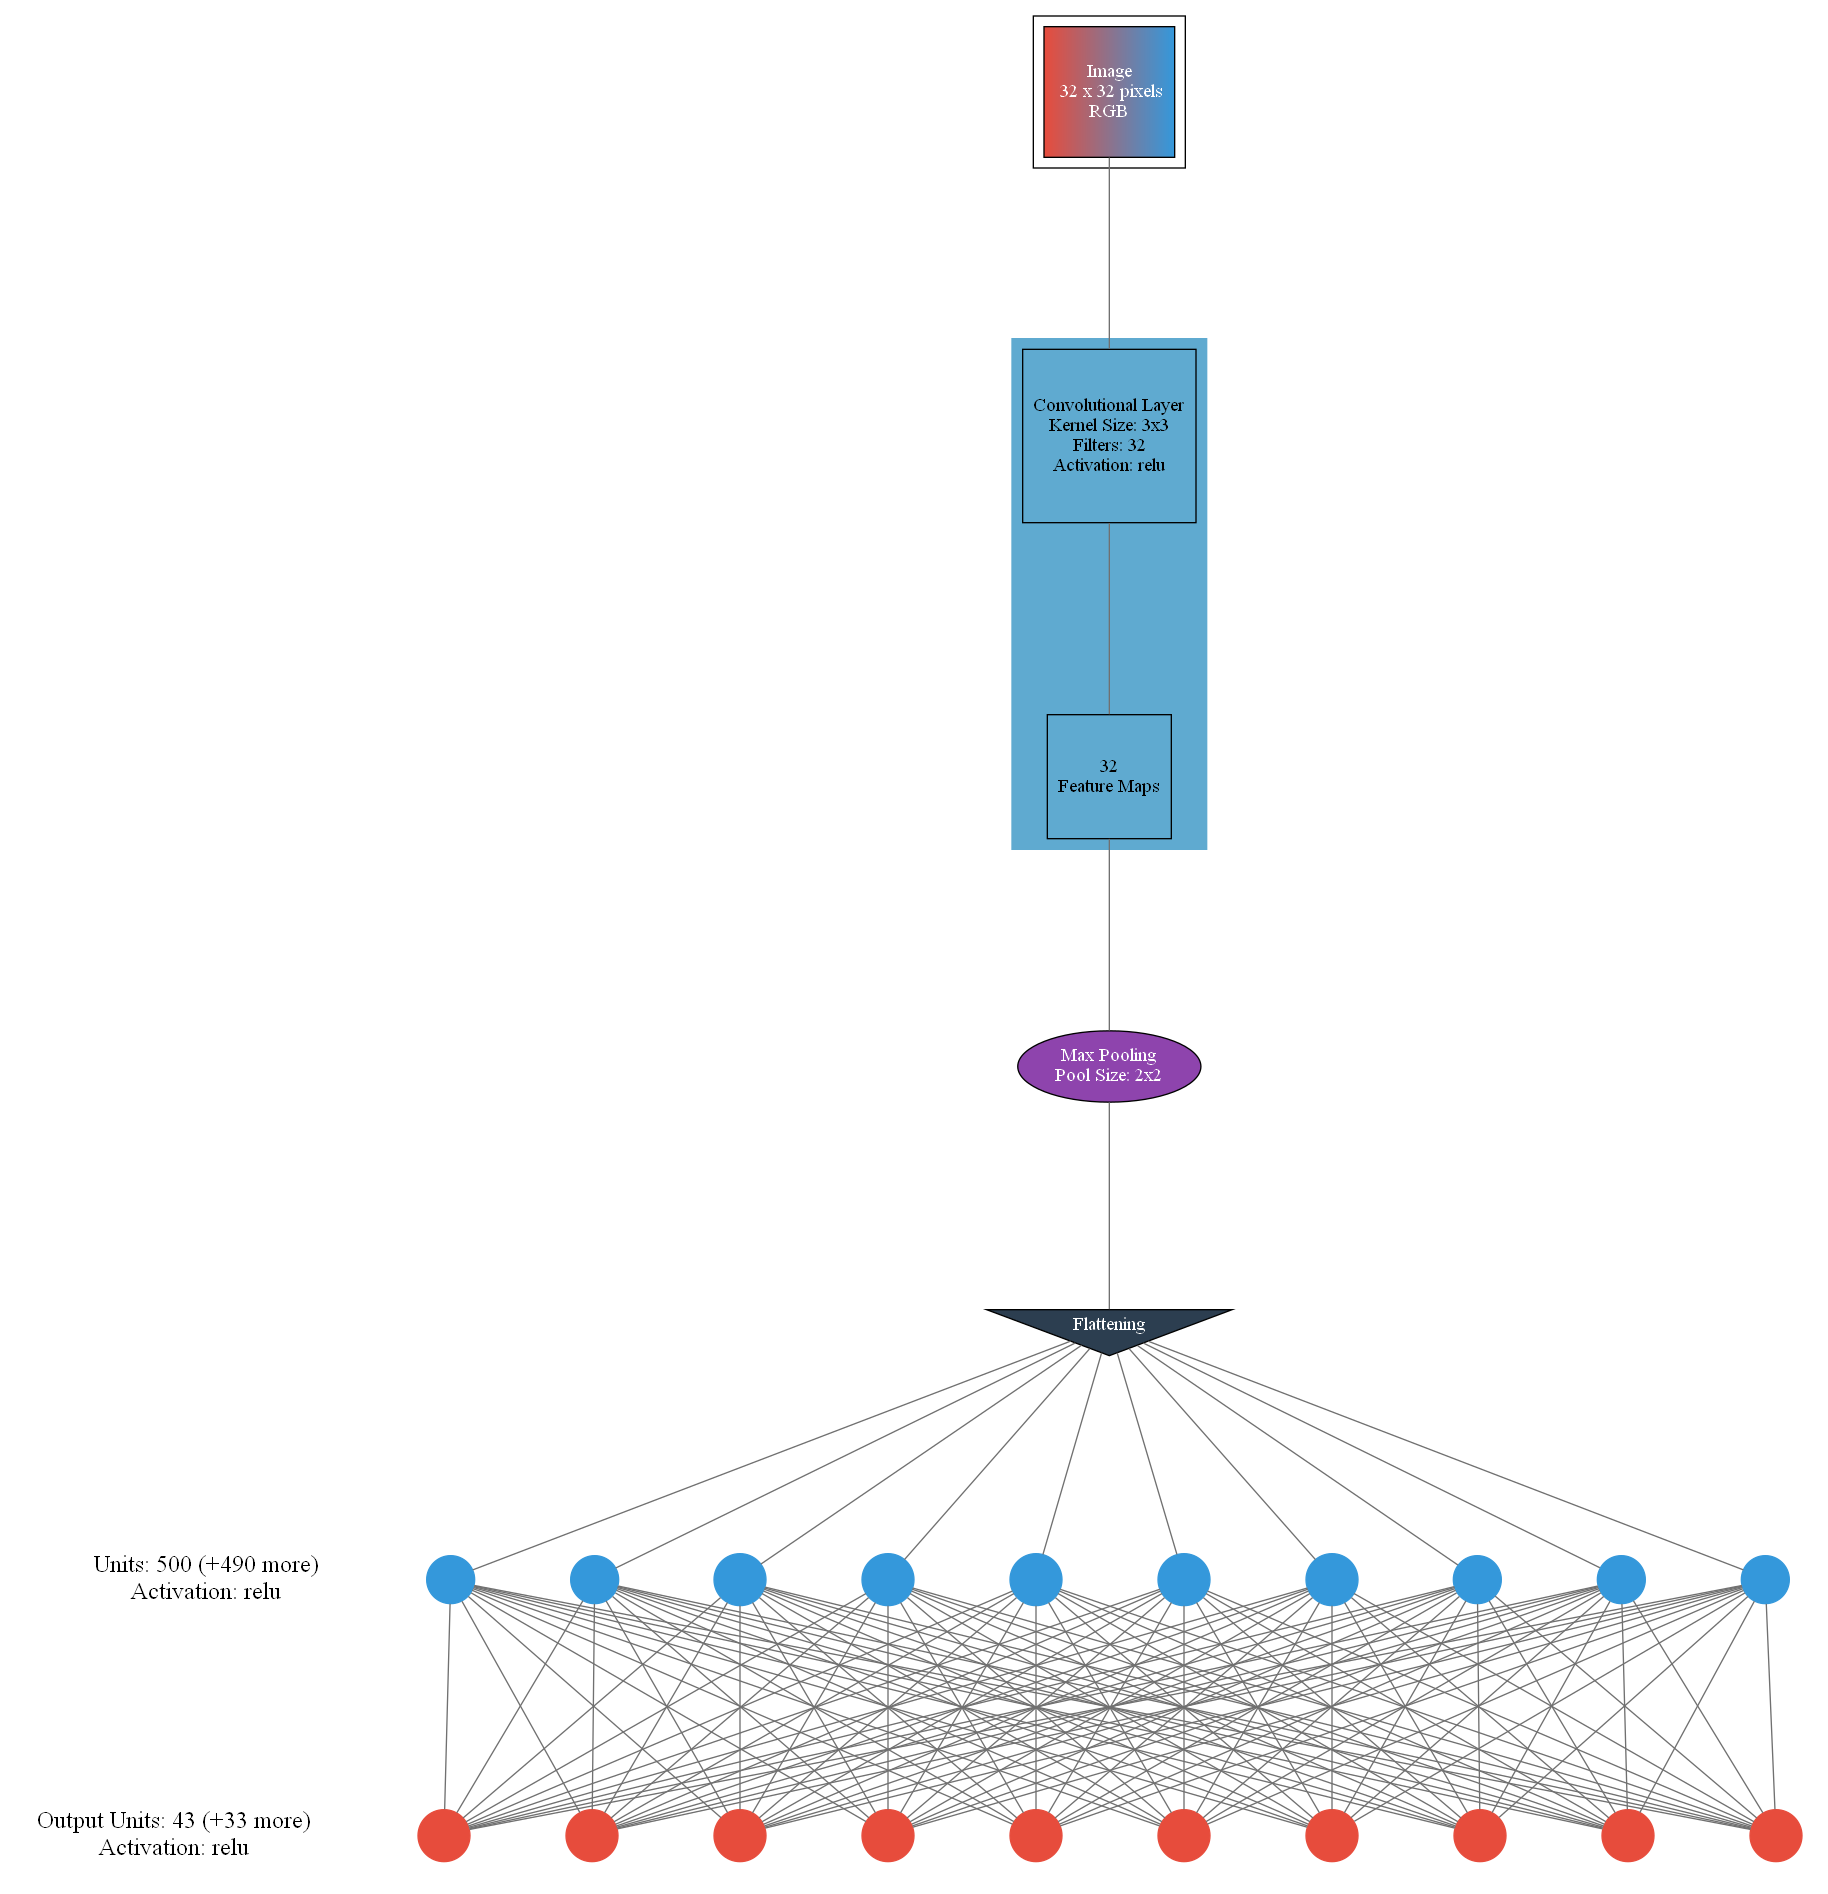 Image
32 x 32 pixels
RGB
Convolutional Layer
Kernel Size: 3x3
Filters: 32
Activation: relu
32
Feature Maps
Max Pooling
Pool Size: 2x2
Flattening
Units: 500 (+490 more)
Activation: relu
Output Units: 43 (+33 more)
Activation: relu